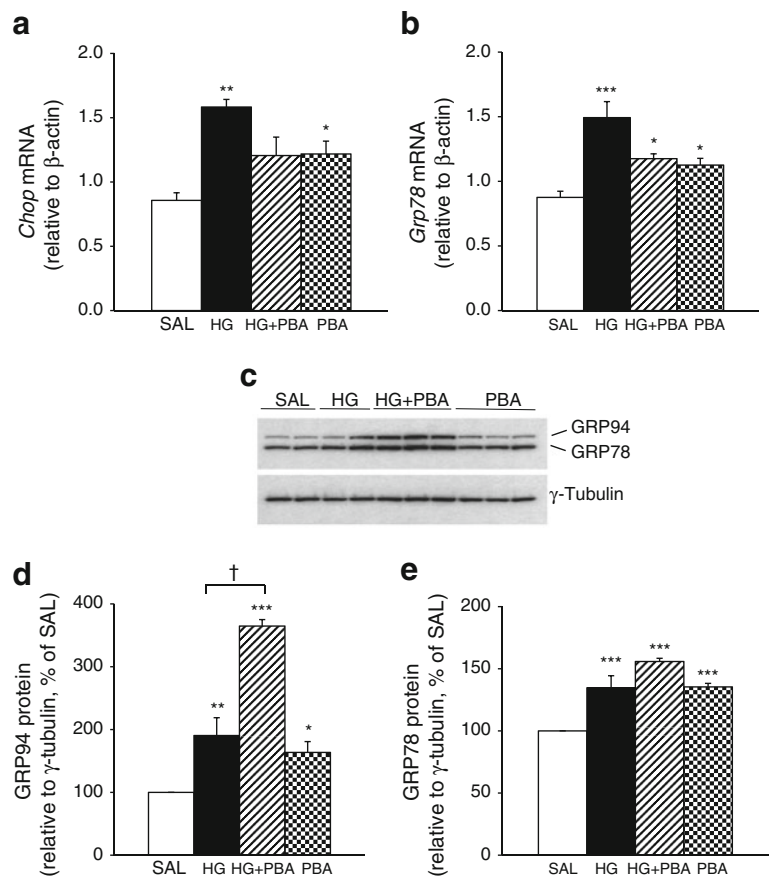 a
2.0
1.5
1.0
0.5
0.0
Chop mRNA
(relative to β-actin)
**
*
SAL HG HG+PBA PBA
b
2.0
1.5
1.0
0.5
0.0
Grp78 mRNA
(relative to β-actin)
***
*
*
SAL HG HG+PBA PBA
c
SAL HG HG+PBA PBA
GRP94
GRP78
γ-Tubulin
d
400
300
200
100
0
GRP94 protein
(relative to γ-tubulin, % of SAL)
†
**
***
*
SAL HG HG+PBA PBA
e
200
150
100
50
0
GRP78 protein
(relative to γ-tubulin, % of SAL)
***
***
***
SAL HG HG+PBA PBA